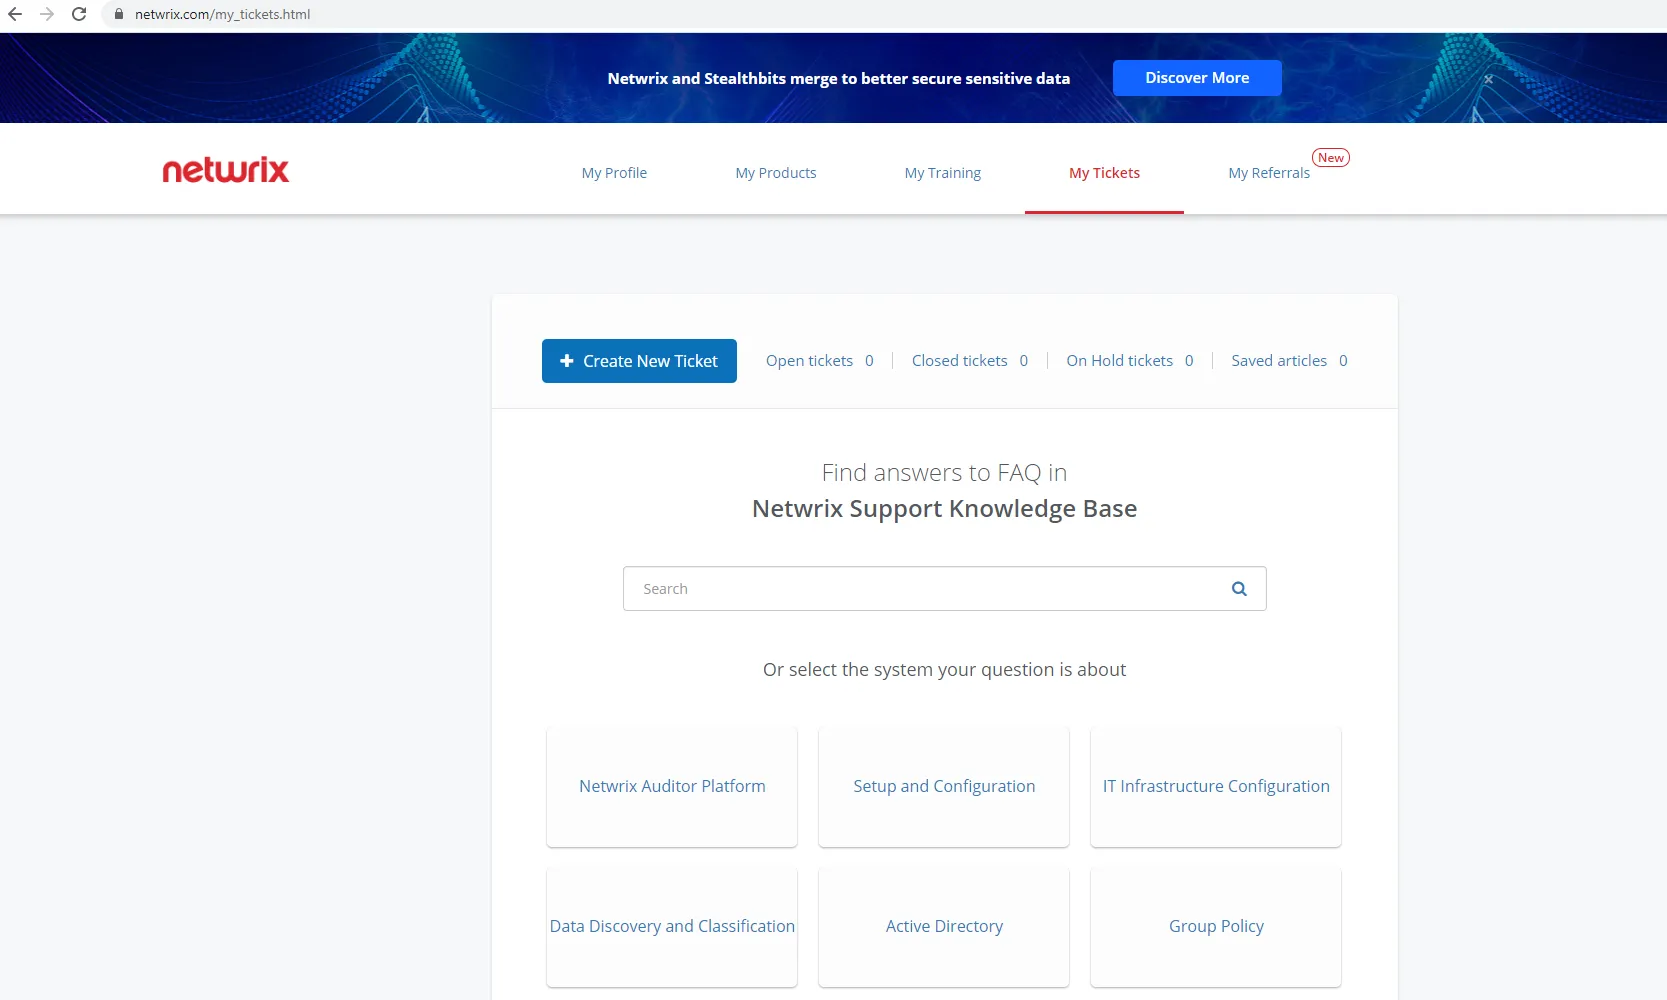 netwrix.com/my_tickets.html
Netwrix and Stealthbits merge to better secure sensitive data
Discover More
netwrix
My Profile
My Products
My Training
My Tickets
My Referrals
New
Create New Ticket
Open tickets 0
Closed tickets 0
On Hold tickets 0
Saved articles 0
Find answers to FAQ in
Netwrix Support Knowledge Base
Search
Or select the system your question is about
Netwrix Auditor Platform
Setup and Configuration
IT Infrastructure Configuration
Data Discovery and Classification
Active Directory
Group Policy